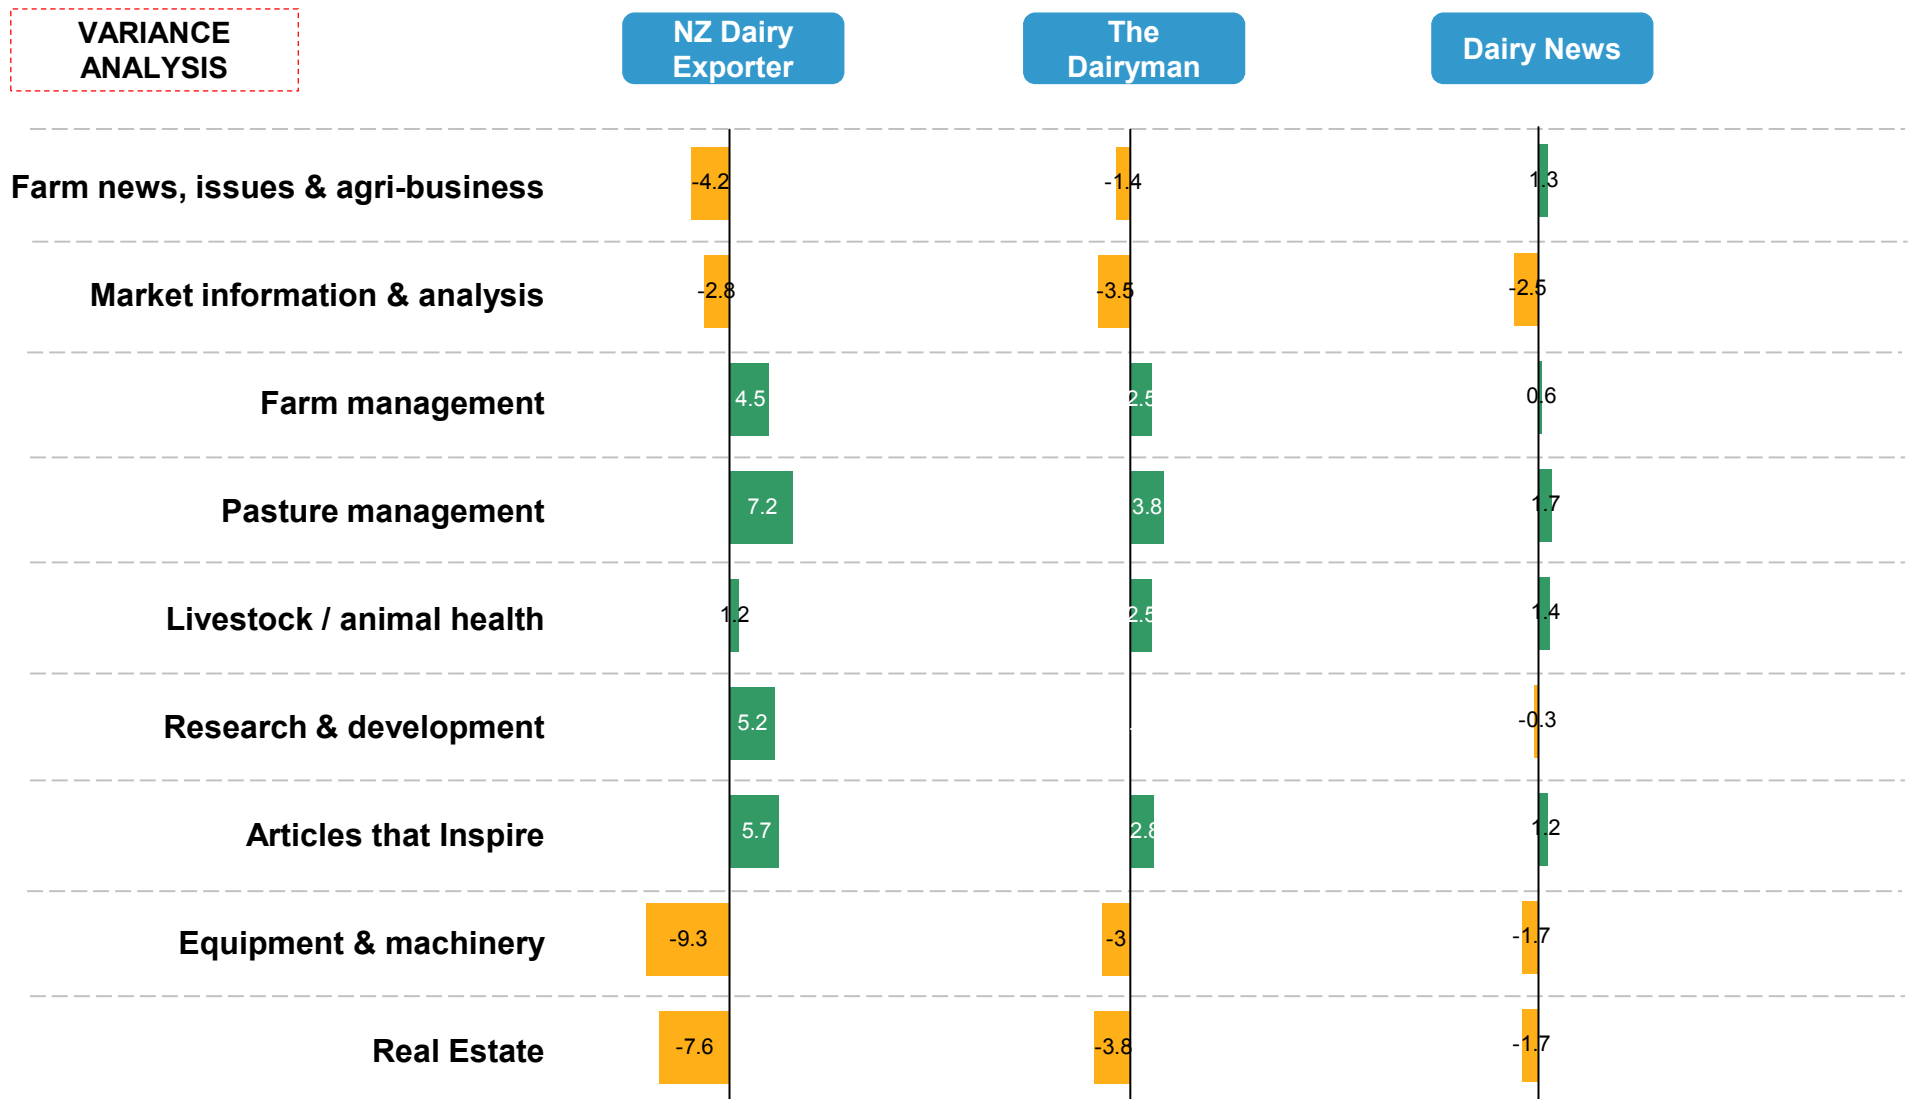 VARIANCE
ANALYSIS
NZ Dairy
Exporter
The
Dairyman
Dairy News
Farm news, issues & agri-business
-4.2
-1.4
1.3
Market information & analysis
-2.8
-3.5
-2.5
Farm management
4.5
2.5
0.6
Pasture management
7.2
3.8
1.7
Livestock / animal health
1.2
2.5
1.4
Research & development
5.2
-0.3
Articles that Inspire
5.7
2.8
1.2
Equipment & machinery
-9.3
-3
-1.7
Real Estate
-7.6
-3.8
-1.7